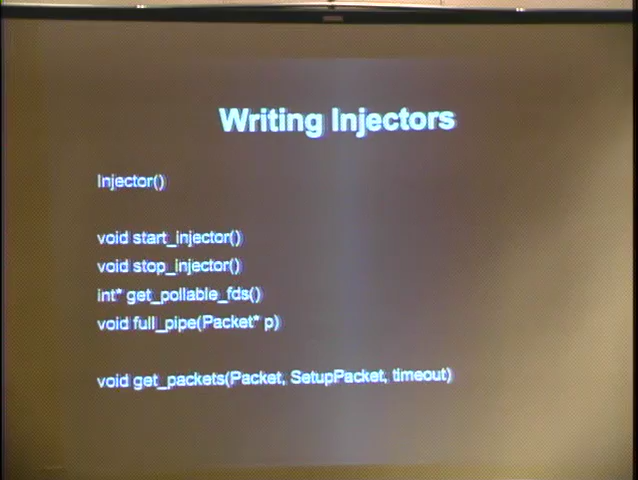 Writing Injectors
Injector()
void start_injector()
void stop_injector()
int* get_pollable_fds()
void full_pipe(Packet* p)
void get_packets(Packet, SetupPacket, timeout)